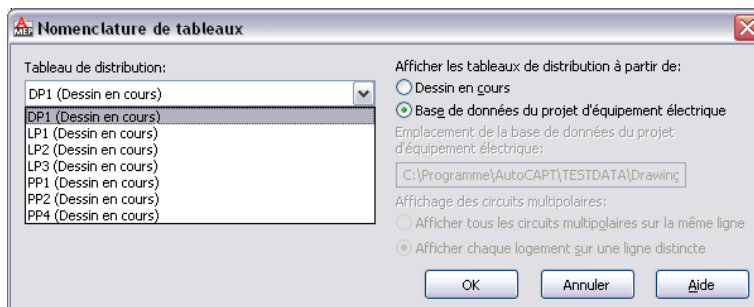 MEP
Nomenclature de tableaux
Tableau de distribution:
DP1 (Dessin en cours)
DP1 (Dessin en cours)
LP1 (Dessin en cours)
LP2 (Dessin en cours)
LP3 (Dessin en cours)
PP1 (Dessin en cours)
PP2 (Dessin en cours)
PP4 (Dessin en cours)
Afficher les tableaux de distribution à partir de:
Dessin en cours
Base de données du projet d'équipement électrique
Emplacement de la base de données du projet
d'équipement électrique:
C:\Programme\AutoCAPT\TESTDATA\Drawing
Affichage des circuits multipolaires:
Afficher tous les circuits multipolaires sur la même ligne
Afficher chaque logement sur une ligne distincte
OK
Annuler
Aide